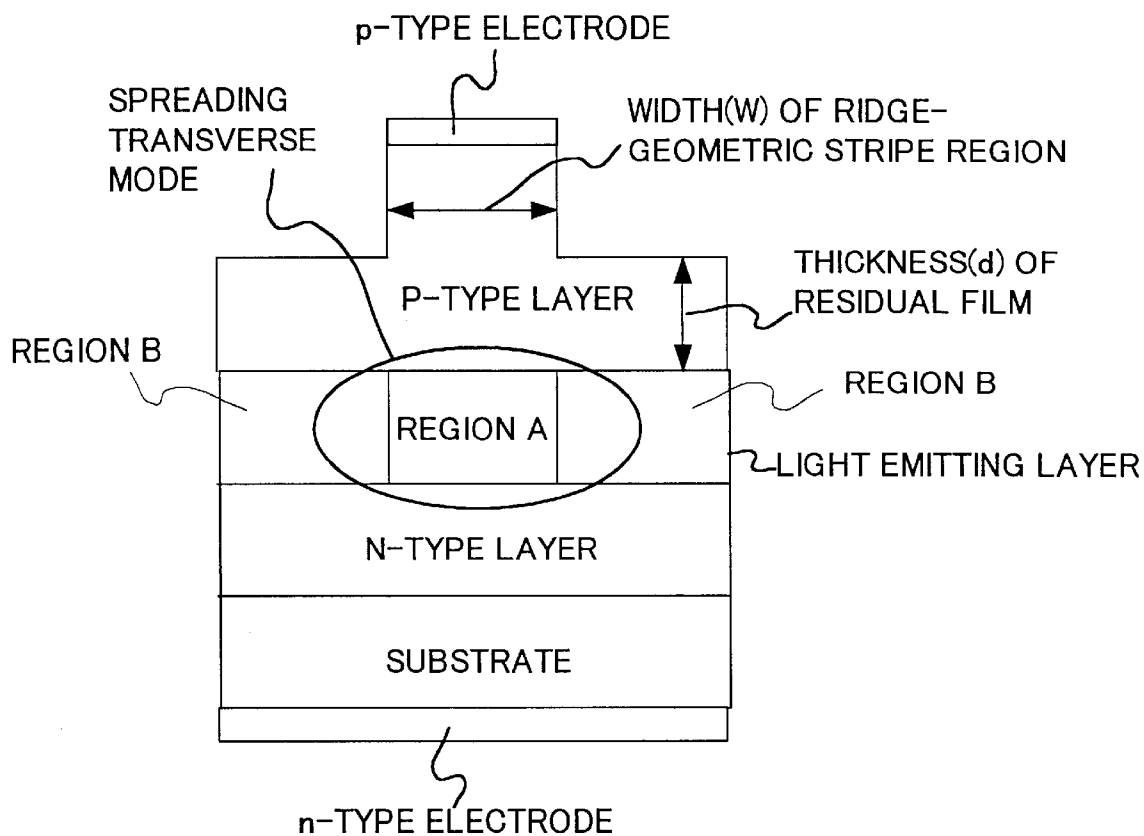 p-TYPE ELECTRODE
SPREADING
TRANSVERSE
MODE
WIDTH(W) OF RIDGE-
GEOMETRIC STRIPE REGION
THICKNESS(d) OF
RESIDUAL FILM
P-TYPE LAYER
REGION B
REGION B
REGION A
LIGHT EMITTING LAYER
N-TYPE LAYER
SUBSTRATE
n-TYPE ELECTRODE